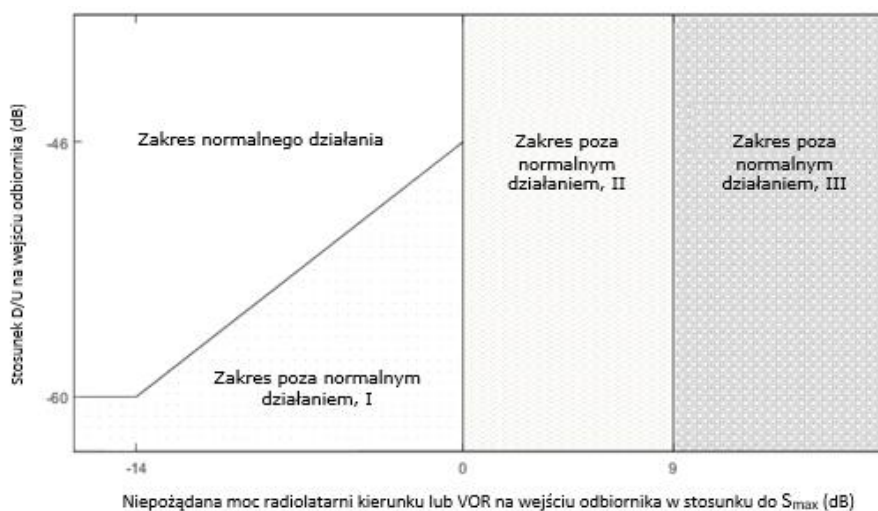 Stosunek D/U na wejściu odbiornika (dB)
-46
-60
Zakres normalnego działania
Zakres poza normalnym
działaniem, I
Zakres poza
normalnym
działaniem, II
Zakres poza
normalnym
działaniem, III
-14
0
9
Niepożądana moc radiolatarni kierunku lub VOR na wejściu odbiornika w stosunku do Smax (dB)